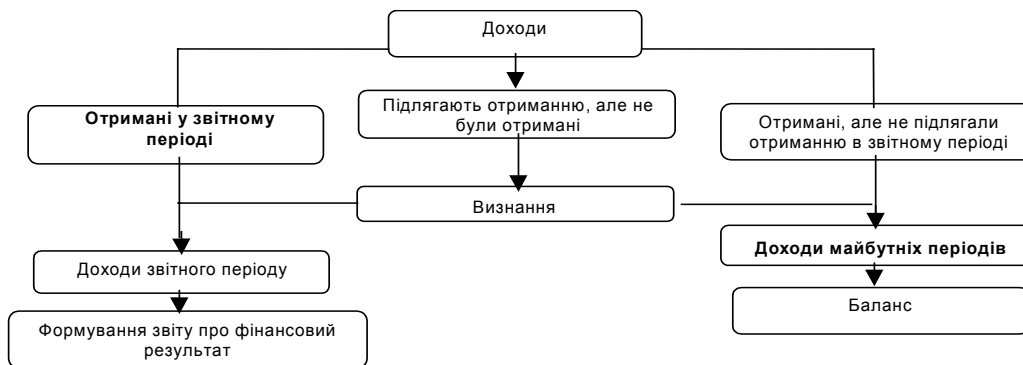 Доходи
Отримані у звітному
періоді
Підлягають отриманню, але не
були отримані
Отримані, але не підлягали
отриманню в звітному періоді
Визнання
Доходи звітного періоду
Доходи майбутніх періодів
Формування звіту про фінансовий
результат
Баланс